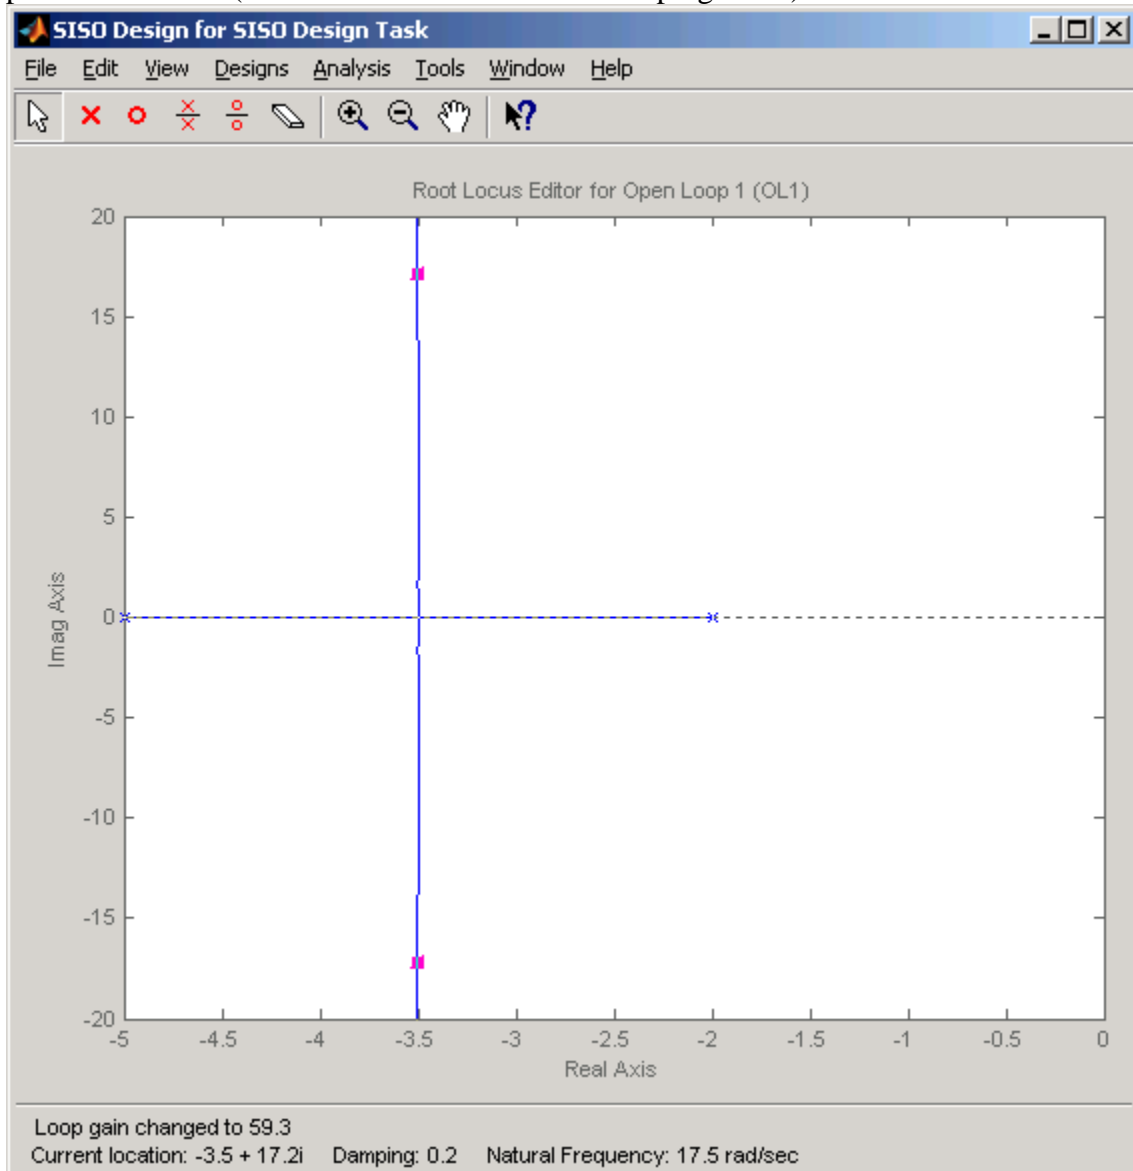 SISO Design for SISO Design Task
File Edit View Designs Analysis Tools Window Help
Root Locus Editor for Open Loop 1 (OL1)
20
15
10
5
0
-5
-10
-15
-20
Imag Axis
-5 -4.5 -4 -3.5 -3 -2.5 -2 -1.5 -1 -0.5 0
Real Axis
Loop gain changed to 59.3
Current location: -3.5 + 17.2i Damping: 0.2 Natural Frequency: 17.5 rad/sec